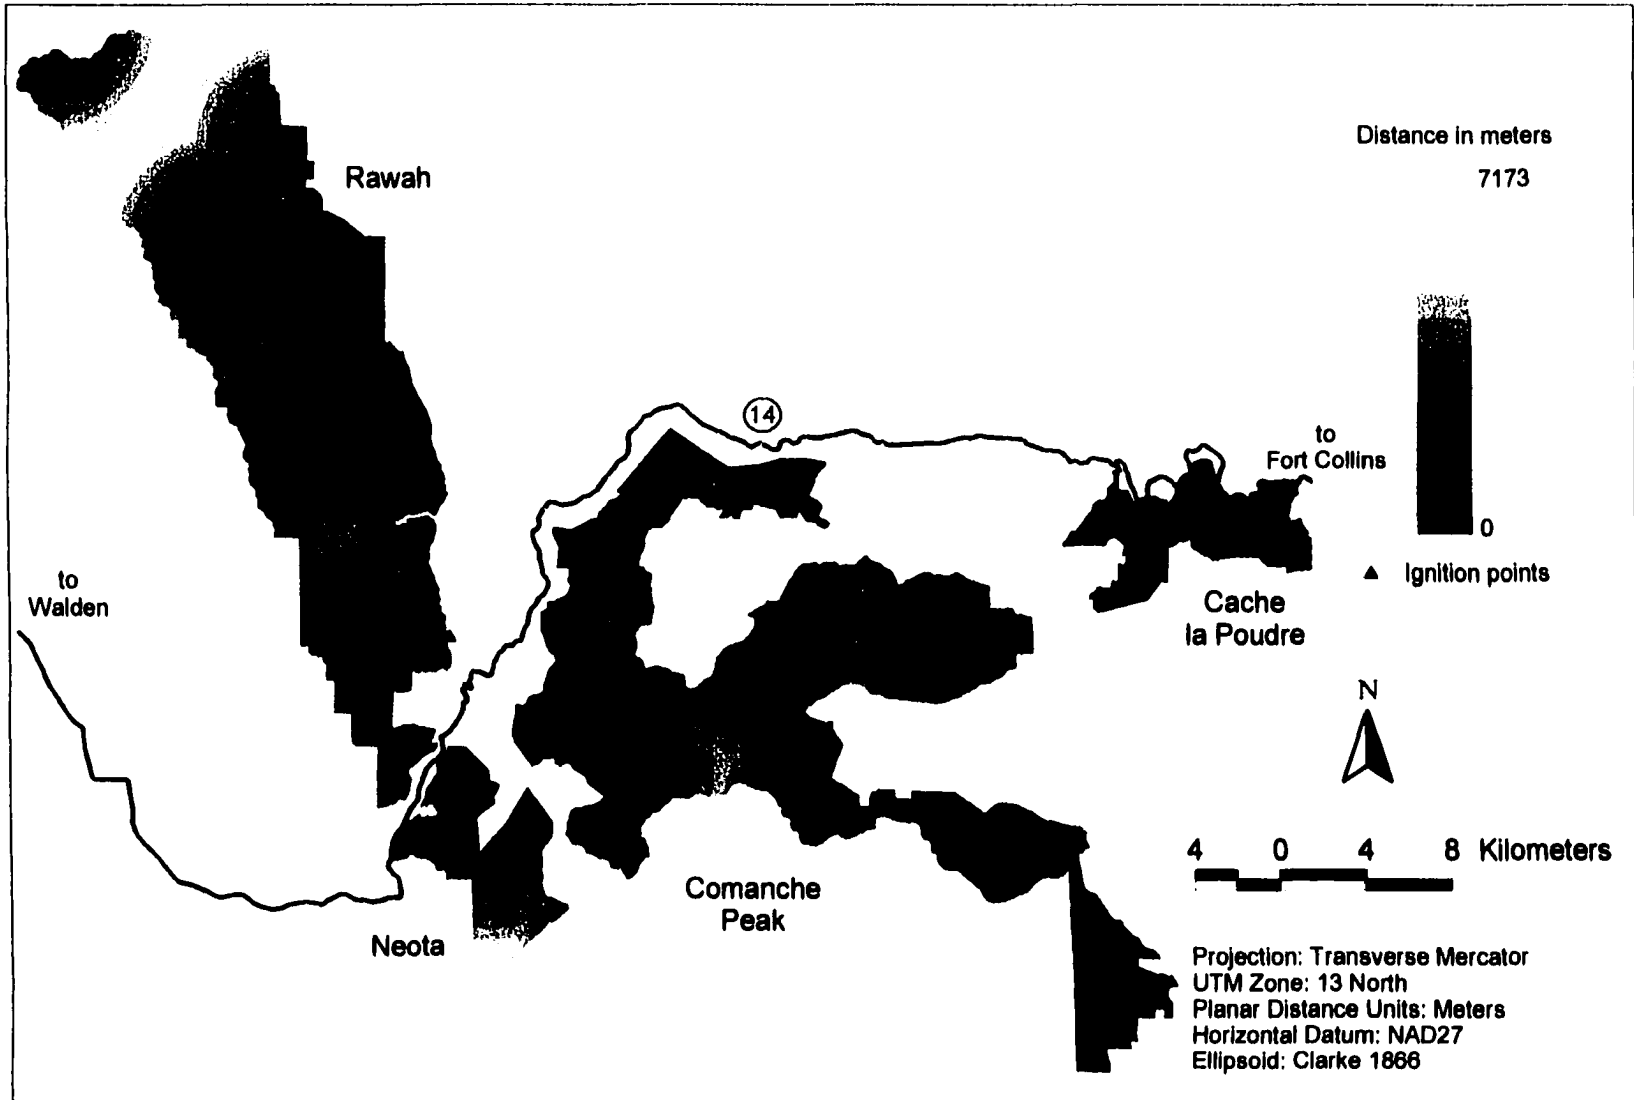 Distance in meters
7173
Rawah
14
to
Fort Collins
0
Ignition points
to
Walden
Cache
la Poudre
N
4 0 4 8 Kilometers
Comanche
Peak
Neota
Projection: Transverse Mercator
UTM Zone: 13 North
Planar Distance Units: Meters
Horizontal Datum: NAD27
Ellipsoid: Clarke 1866